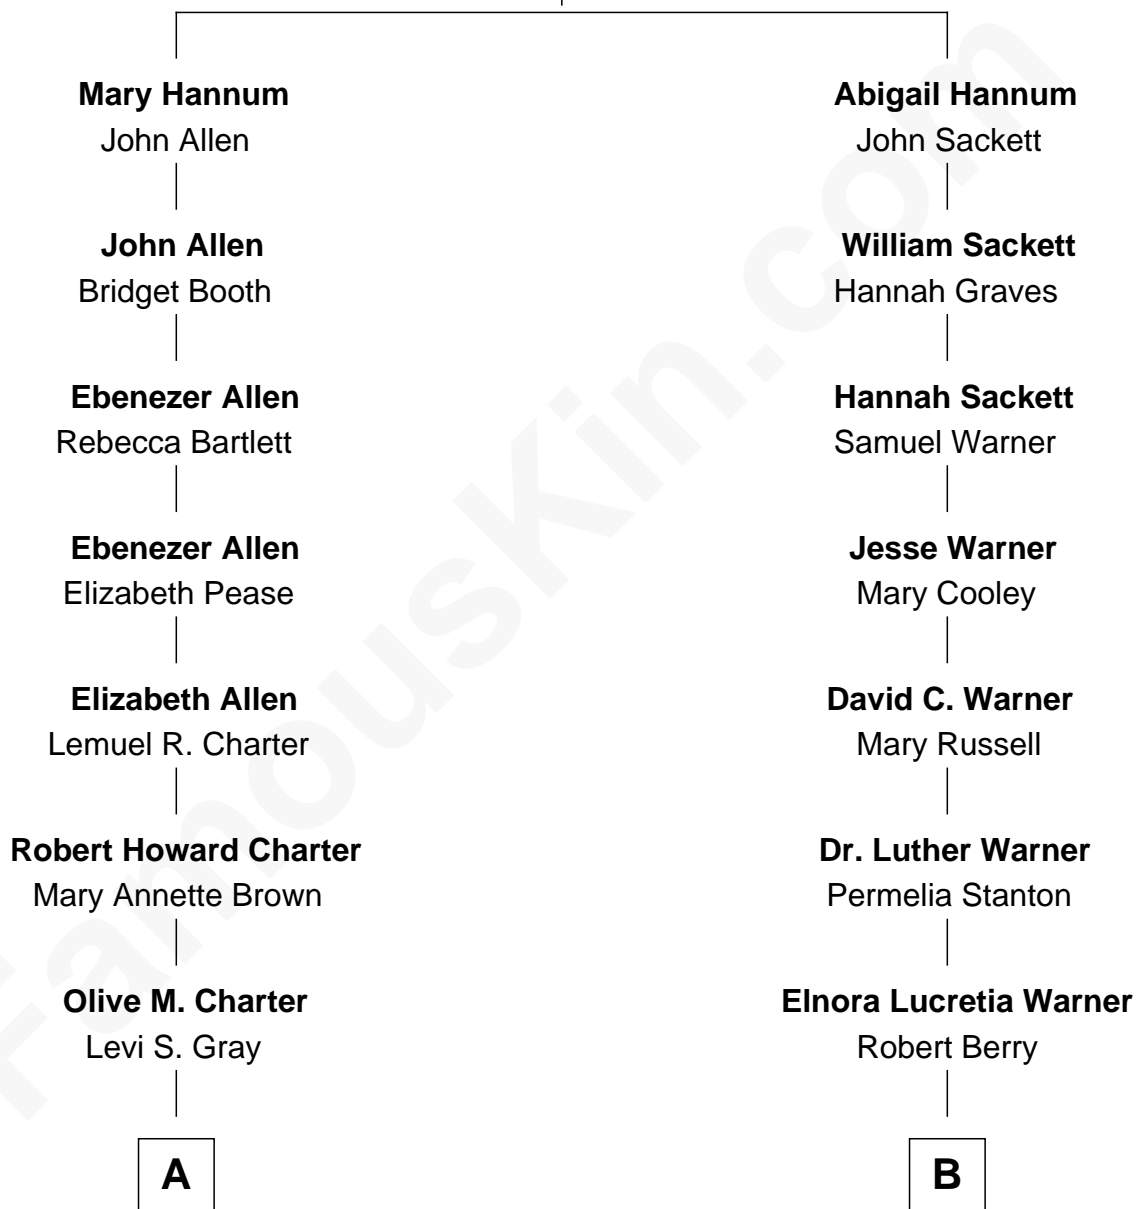 Mary Hannum
John Allen
Abigail Hannum
John Sackett
John Allen
Bridget Booth
William Sackett
Hannah Graves
Ebenezer Allen
Rebecca Bartlett
Hannah Sackett
Samuel Warner
Ebenezer Allen
Elizabeth Pease
Jesse Warner
Mary Cooley
Elizabeth Allen
Lemuel R. Charter
David C. Warner
Mary Russell
Robert Howard Charter
Mary Annette Brown
Dr. Luther Warner
Permelia Stanton
Olive M. Charter
Levi S. Gray
Elnora Lucretia Warner
Robert Berry
A
B
FamousKin.com